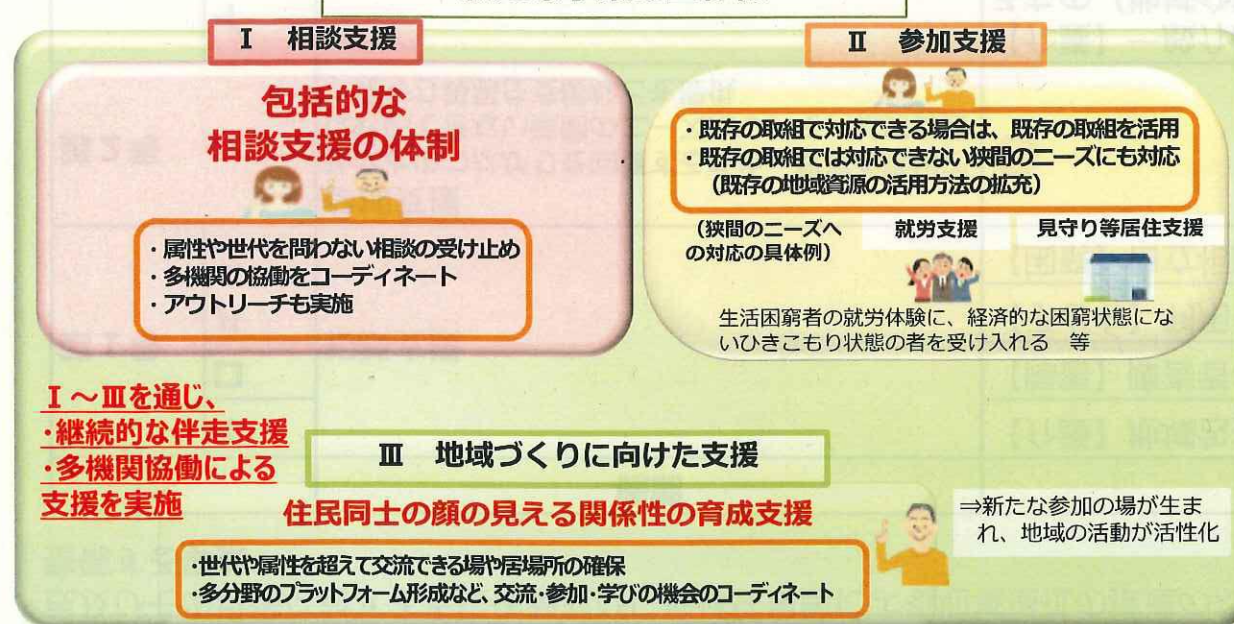 Ⅰ 相談支援
包括的な
相談支援の体制
・属性や世代を問わない相談の受け止め
・多機関の協働をコーディネート
・アウトリーチも実施
Ⅱ 参加支援
・既存の取組で対応できる場合は、既存の取組を活用
・既存の取組では対応できない狭間のニーズにも対応
（既存の地域資源の活用方法の拡充）
（狭間のニーズへ
の対応の具体例）
就労支援
見守り等居住支援
生活困窮者の就労体験に、経済的な困窮状態にな
いひきこもり状態の者を受け入れる 等
Ⅰ～Ⅲを通じ、
・継続的な伴走支援
・多機関協働による
支援を実施
Ⅲ 地域づくりに向けた支援
住民同士の顔の見える関係性の育成支援
・世代や属性を超えて交流できる場や居場所の確保
・多分野のプラットフォーム形成など、交流・参加・学びの機会のコーディネート
⇒新たな参加の場が生ま
れ、地域の活動が活性化